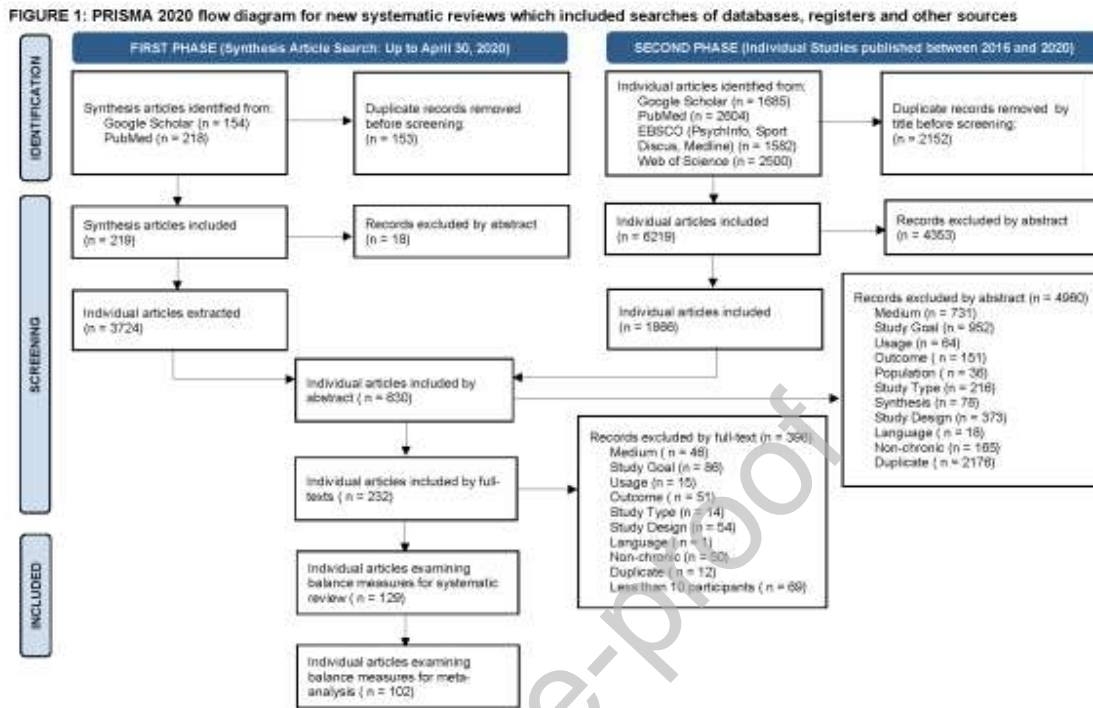 FIGURE 1: PRISMA 2020 flow diagram for new systematic reviews which included searches of databases, registers and other sources
FIRST PHASE (Synthesis Article Search: Up to April 30, 2020)
SECOND PHASE (Individual Studies published between 2016 and 2020)
IDENTIFICATION
Synthesis articles identified from:
Google Scholar (n = 154)
PubMed (n = 218)
Duplicate records removed
before screening:
(n = 153)
Individual articles identified from:
Google Scholar (n = 1685)
PubMed (n = 2604)
EBSCO (PsychInfo, Sport
Discus, Medline) (n = 1582)
Web of Science (n = 2500)
Duplicate records removed by
title before screening:
(n = 2152)
SCREENING
Synthesis articles included
(n = 219)
Records excluded by abstract
(n = 18)
Individual articles included
(n = 6219)
Records excluded by abstract
(n = 4353)
Individual articles extracted
(n = 3724)
Individual articles included
(n = 1866)
Records excluded by abstract (n = 4960)
Medium (n = 731)
Study Goal (n = 952)
Usage (n = 64)
Outcome ( n = 151)
Population (n = 36)
Study Type (n = 216)
Synthesis (n = 78)
Study Design (n = 373)
Language ( n = 18)
Non-chronic (n = 165)
Duplicate (n = 2176)
Individual articles included by
abstract ( n = 630)
Records excluded by full-text (n = 398)
Medium ( n = 46)
Study Goal (n = 86)
Usage (n = 15)
Outcome ( n = 51)
Study Type (n = 14)
Study Design (n = 54)
Language (n = 1)
Non-chronic (n = 50)
Duplicate (n = 12)
Less than 10 participants ( n = 69)
Individual articles included by full-
texts ( n = 232)
INCLUDED
Individual articles examining
balance measures for systematic
review ( n = 129)
Individual articles examining
balance measures for meta-
analysis ( n = 102)
e-proof